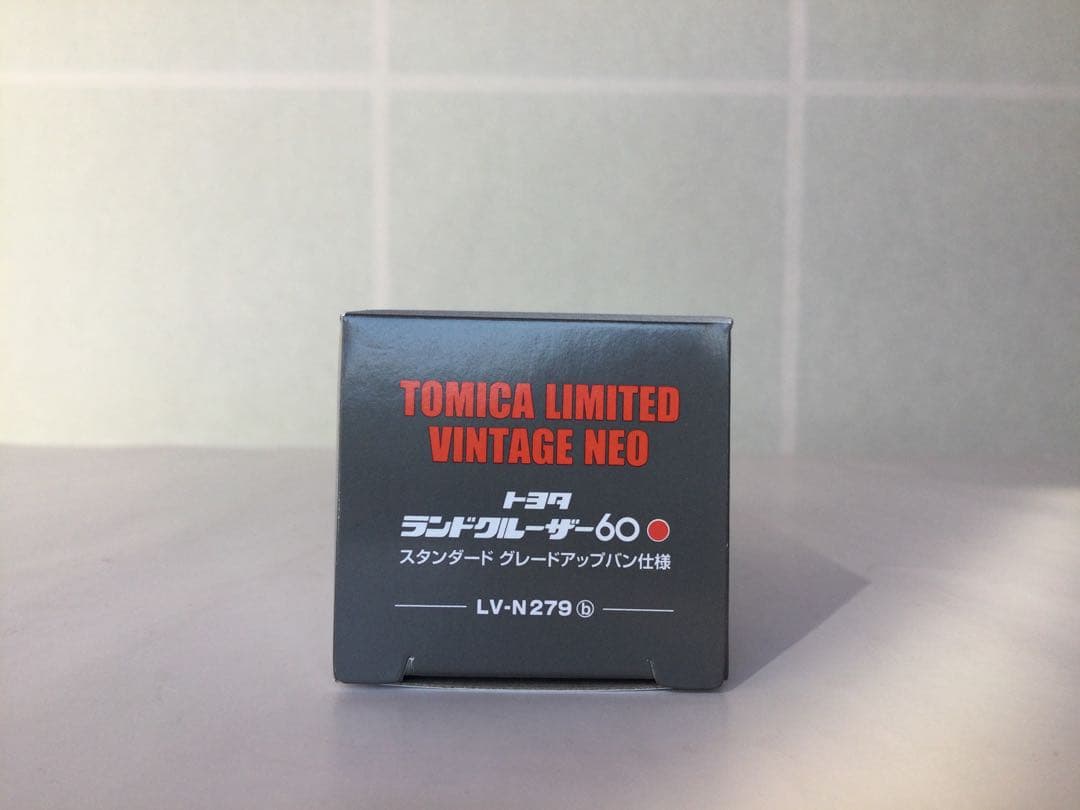 TOMICA LIMITED
VINTAGE NEO
トヨタ
ランドクルーザー60
スタンダード グレードアップバン仕様
LV-N279ⓑ